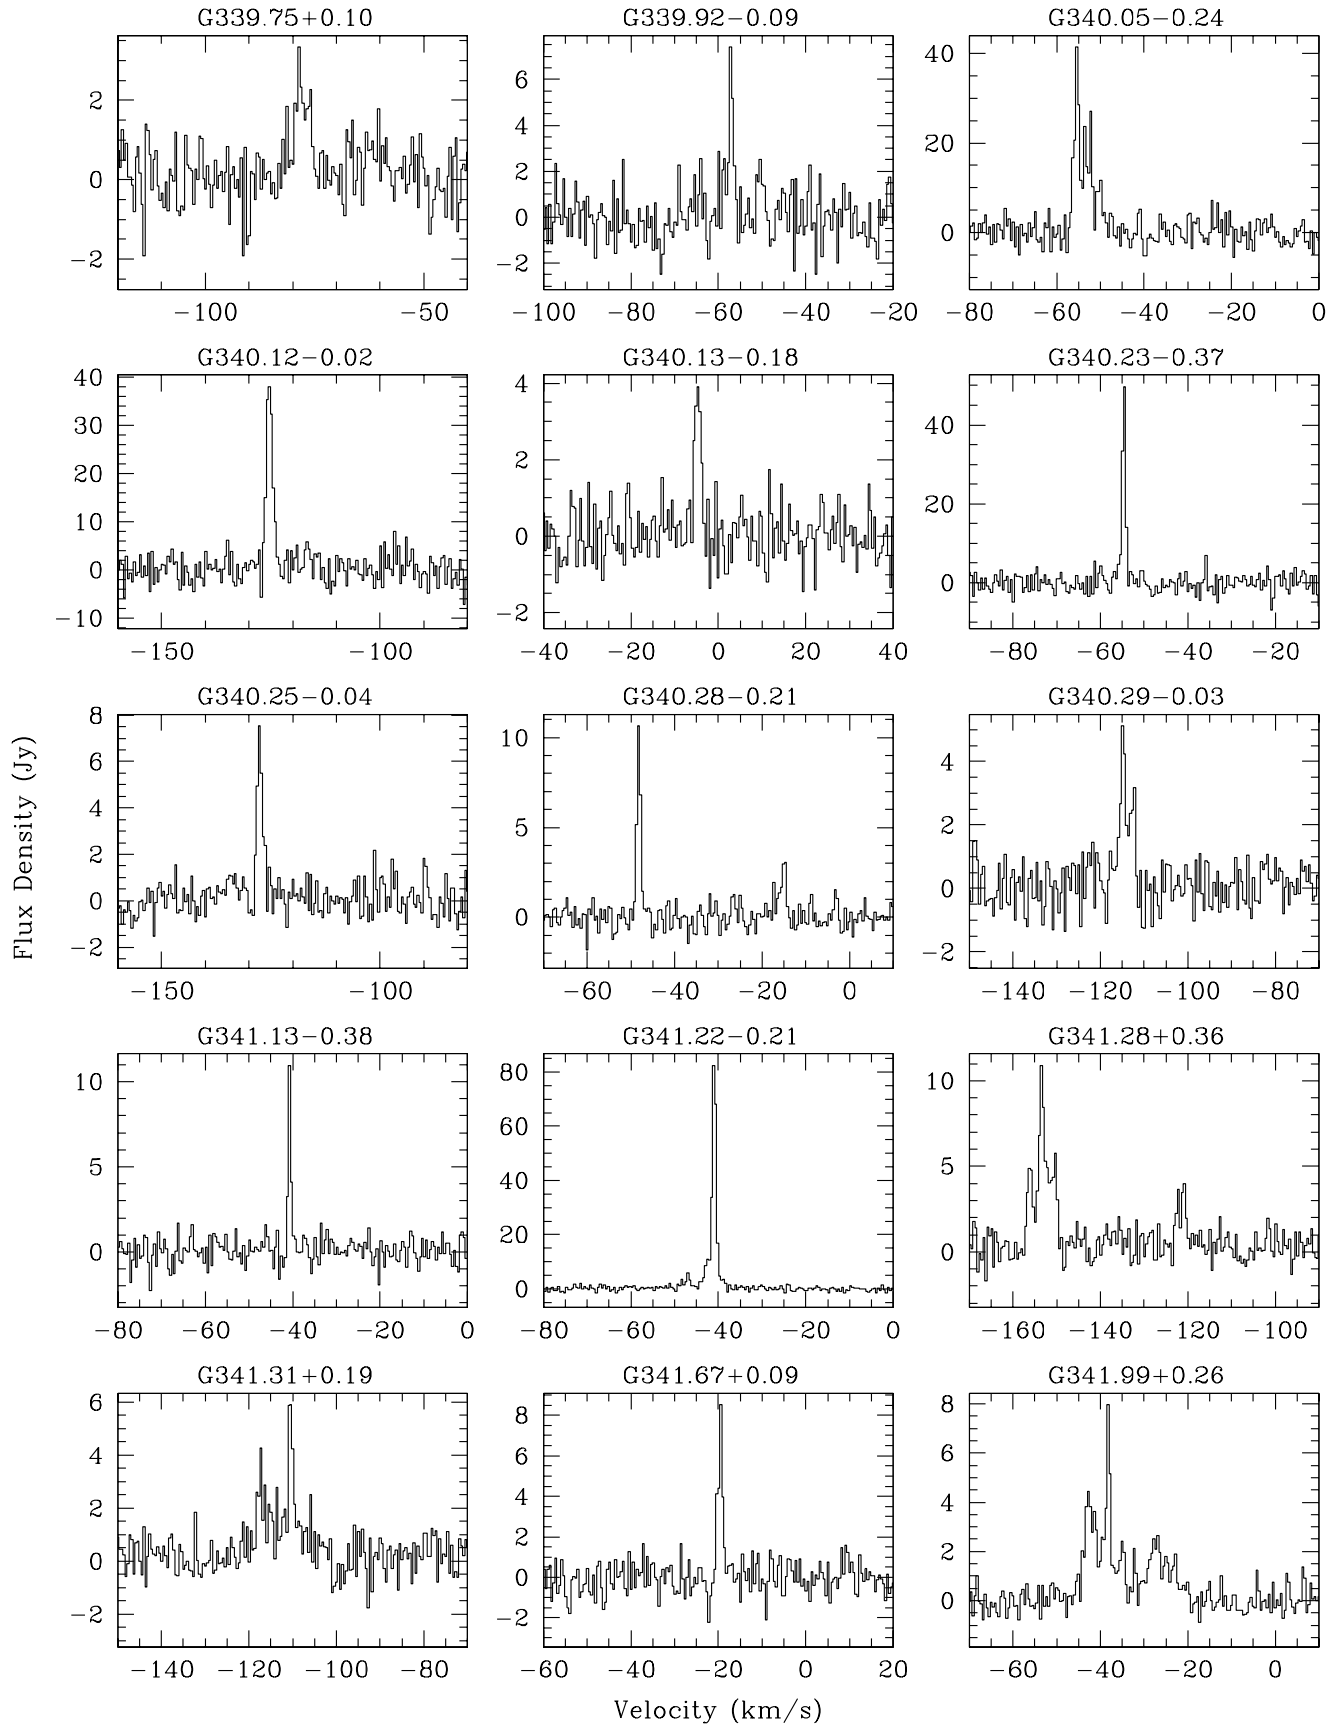 G339.75+0.10 G339.92−0.09 G340.05−0.24
2 0 −2
6 4 2 0 −2
40 20 0
−100 −50
−100 −80 −60 −40 −20
−80 −60 −40 −20 0
G340.12−0.02 G340.13−0.18 G340.23−0.37
40 30 20 10 0 −10
4 2 0 −2
40 20 0
−150 −100
−40 −20 0 20 40
−80 −60 −40 −20
G340.25−0.04 G340.28−0.21 G340.29−0.03
8 6 4 2 0 −2
10 5 0
4 2 0 −2
−150 −100
−60 −40 −20 0
−140 −120 −100 −80
Flux Density (Jy)
G341.13−0.38 G341.22−0.21 G341.28+0.36
10 5 0
80 60 40 20 0
10 5 0
−80 −60 −40 −20 0
−80 −60 −40 −20 0
−160 −140 −120 −100
G341.31+0.19 G341.67+0.09 G341.99+0.26
6 4 2 0 −2
8 6 4 2 0 −2
8 6 4 2 0
−140 −120 −100 −80
−60 −40 −20 0 20
−60 −40 −20 0
Velocity (km/s)